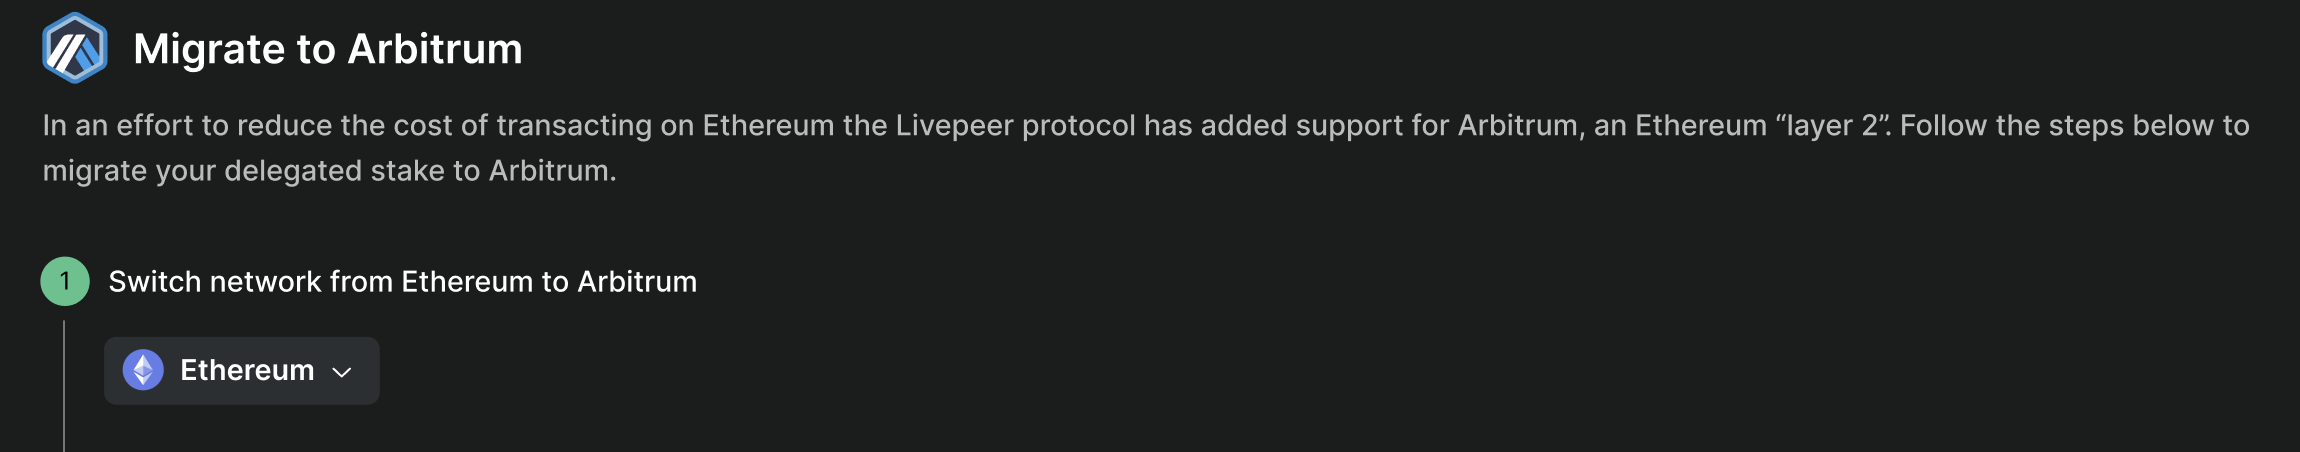 Migrate to Arbitrum
In an effort to reduce the cost of transacting on Ethereum the Livepeer protocol has added support for Arbitrum, an Ethereum “layer 2”. Follow the steps below to
migrate your delegated stake to Arbitrum.
1 Switch network from Ethereum to Arbitrum
Ethereum